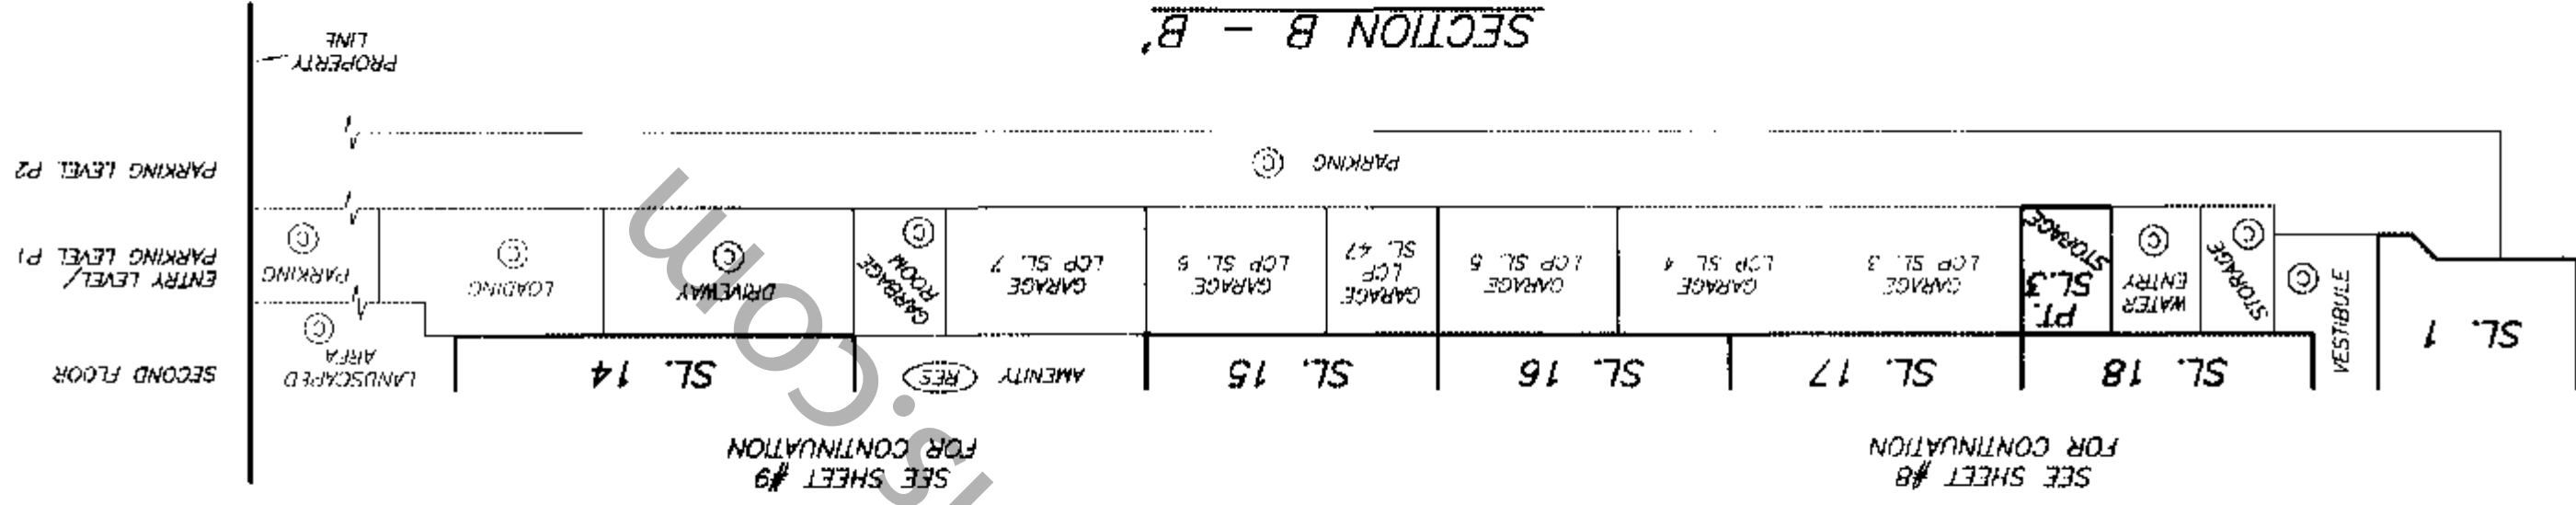 SEE SHEET #8
FOR CONTINUATION
SEE SHEET #9
FOR CONTINUATION
SL. 1
VESTIBULE
C
SL. 18
SL. 17
SL. 16
SL. 15
AMENITY RES
SL. 14
LANDSCAPED
AREA
C
SECOND FLOOR
STORAGE
C
WATER
ENTRY
C
PT.
SL.3
STORAGE
GARAGE
LCP SL. 3
GARAGE
LCP SL. 4
GARAGE
LCP SL. 5
GARAGE
LCP
SL. 47
GARAGE
LCP SL. 6
GARAGE
LCP SL. 7
GARBAGE
ROOM
C
DRIVEWAY
C
LOADING
C
PARKING
C
ENTRY LEVEL/
PARKING LEVEL P1
PARKING C
PARKING LEVEL P2
PROPERTY
LINE
SECTION B - B'
s.com